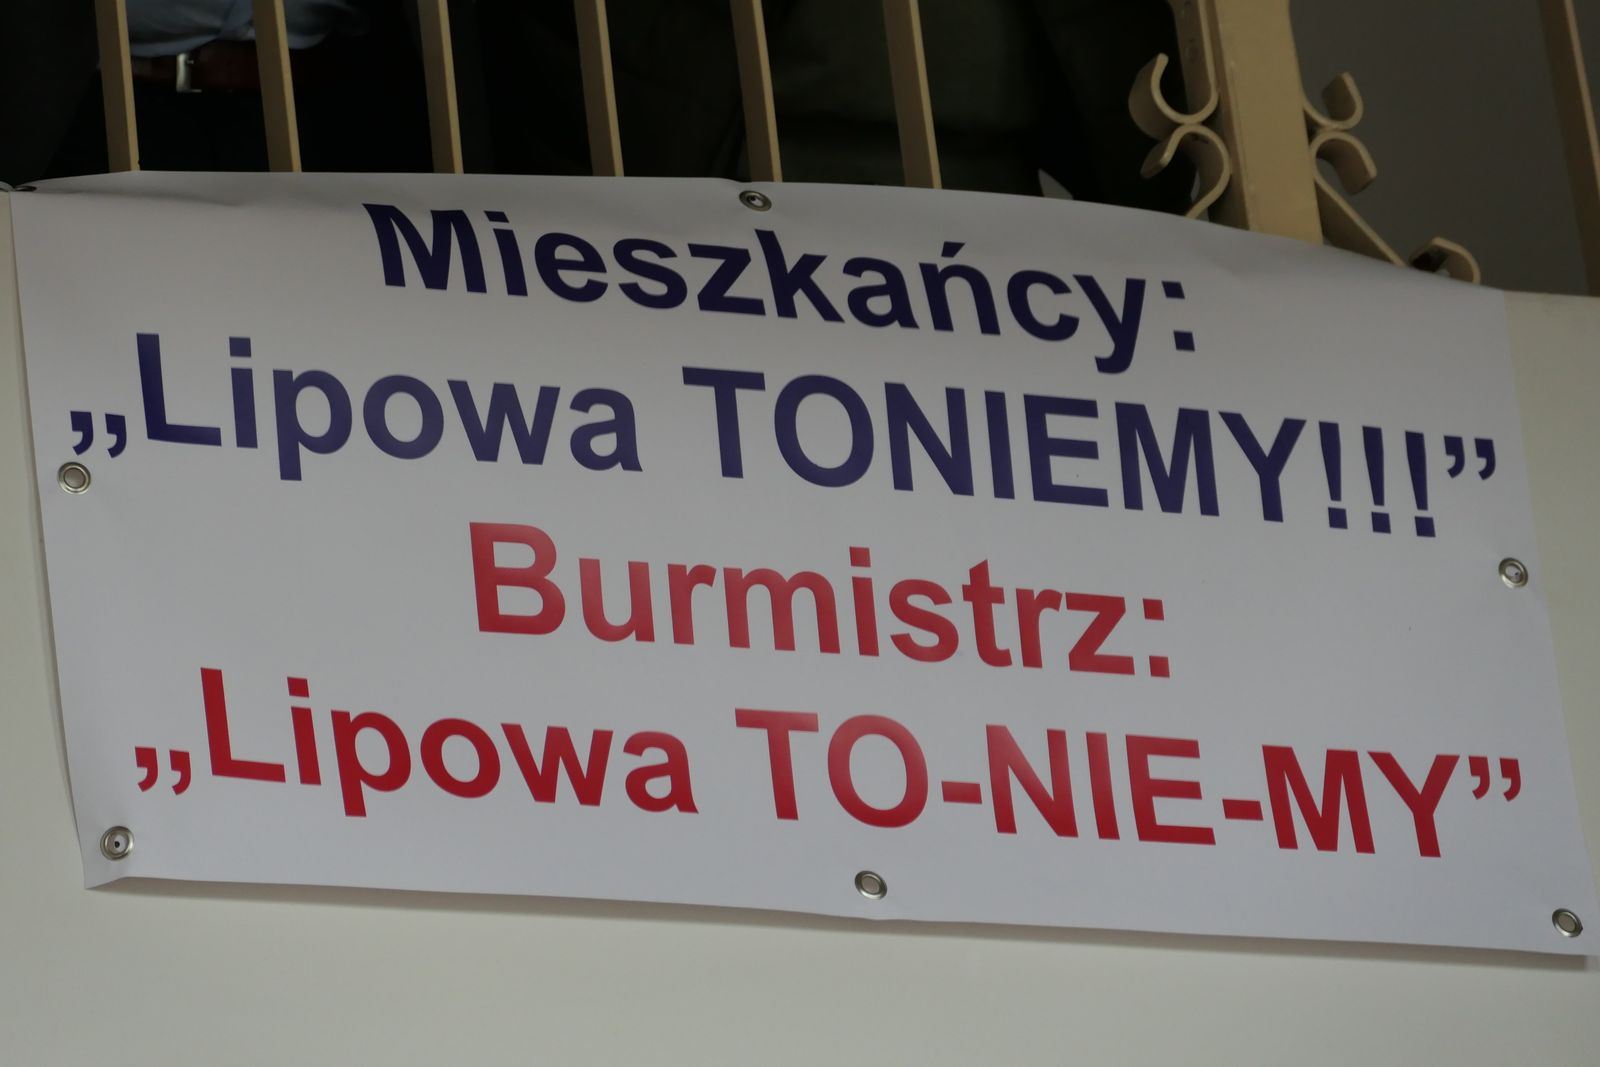 Mieszkańcy:
„Lipowa TONIEMY!!!”
Burmistrz:
„Lipowa TO-NIE-MY”